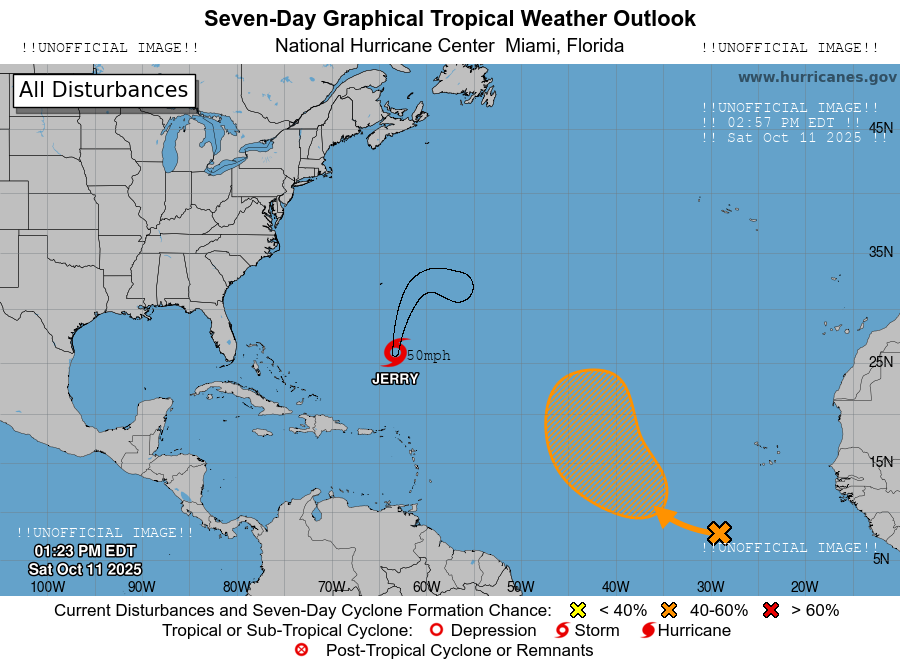 Seven-Day Graphical Tropical Weather Outlook
!!UNOFFICIAL IMAGE!! National Hurricane Center Miami, Florida !!UNOFFICIAL IMAGE!!
All Disturbances
www.hurricanes.gov
!!UNOFFICIAL IMAGE!!
!! 02:57 PM EDT !!
!! Sat Oct 11 2025 !!
45N
35N
50mph
25N
JERRY
15N
!!UNOFFICIAL IMAGE!!
!!UNOFFICIAL IMAGE!!
01:23 PM EDT
Sat Oct 11 2025
5N
100W 90W 80W 70W 60W 50W 40W 30W 20W
Current Disturbances and Seven-Day Cyclone Formation Chance: < 40% 40-60% > 60%
Tropical or Sub-Tropical Cyclone: Depression Storm Hurricane
Post-Tropical Cyclone or Remnants